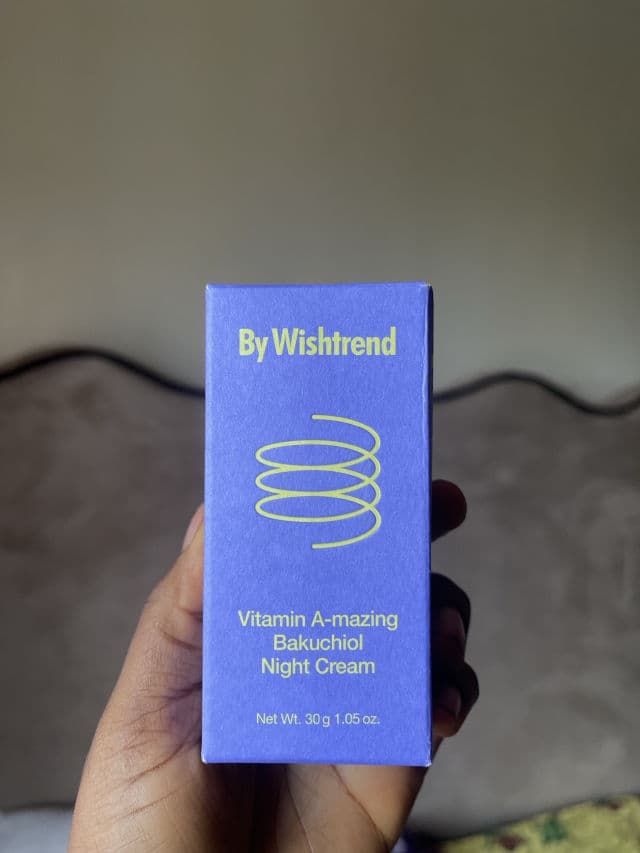 By Wishtrend
Vitamin A-mazing
Bakuchiol
Night Cream
Net Wt. 30 g 1.05 oz.